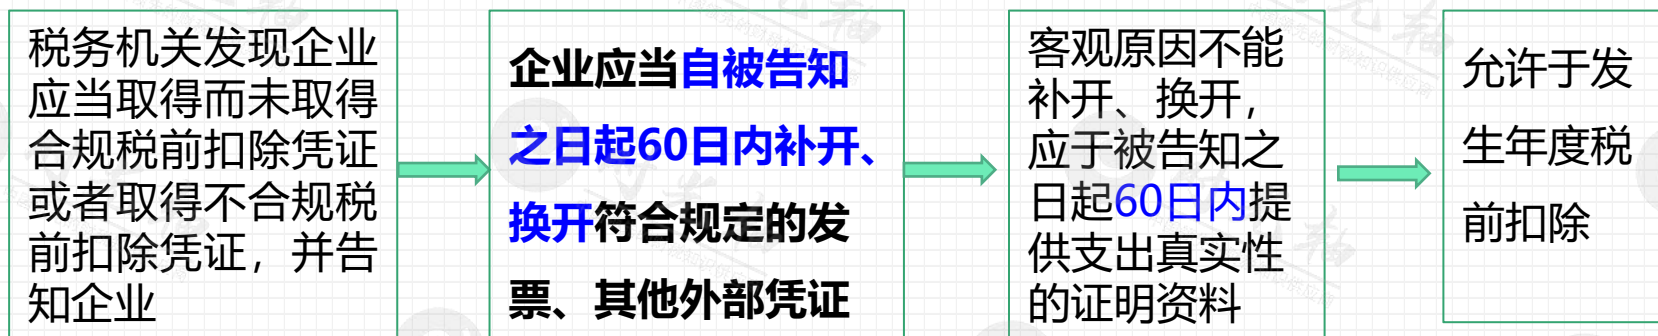 税务机关发现企业
应当取得而未取得
合规税前扣除凭证
或者取得不合规税
前扣除凭证，并告
知企业
企业应当自被告知
之日起60日内补开、
换开符合规定的发
票、其他外部凭证
客观原因不能
补开、换开，
应于被告知之
日起60日内提
供支出真实性
的证明资料
允许于发
生年度税
前扣除